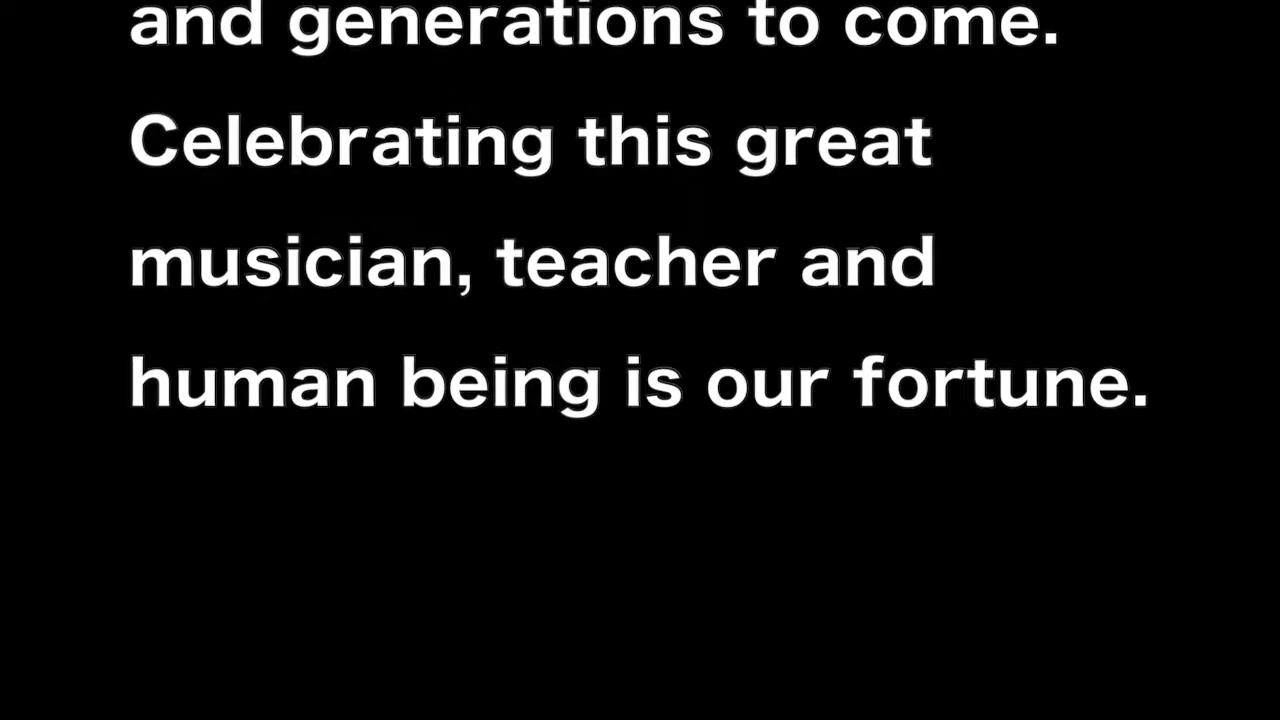 and generations to come.
Celebrating this great
musician, teacher and
human being is our fortune.